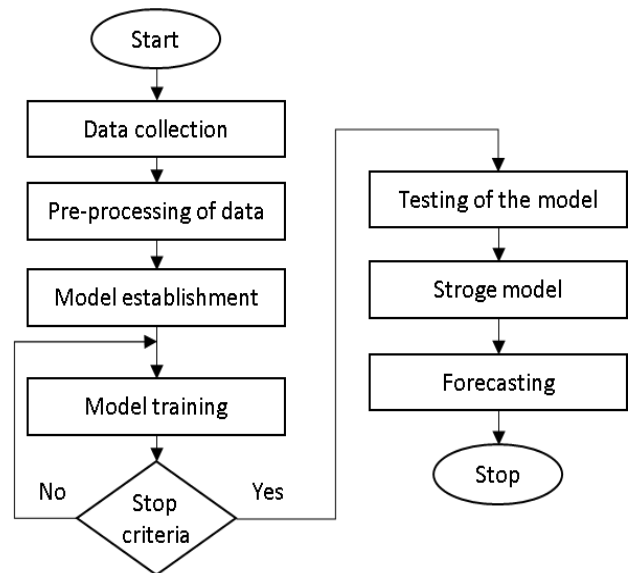 Start
Data collection
Pre-processing of data
Model establishment
Model training
No
Stop
criteria
Yes
Testing of the model
Stroge model
Forecasting
Stop